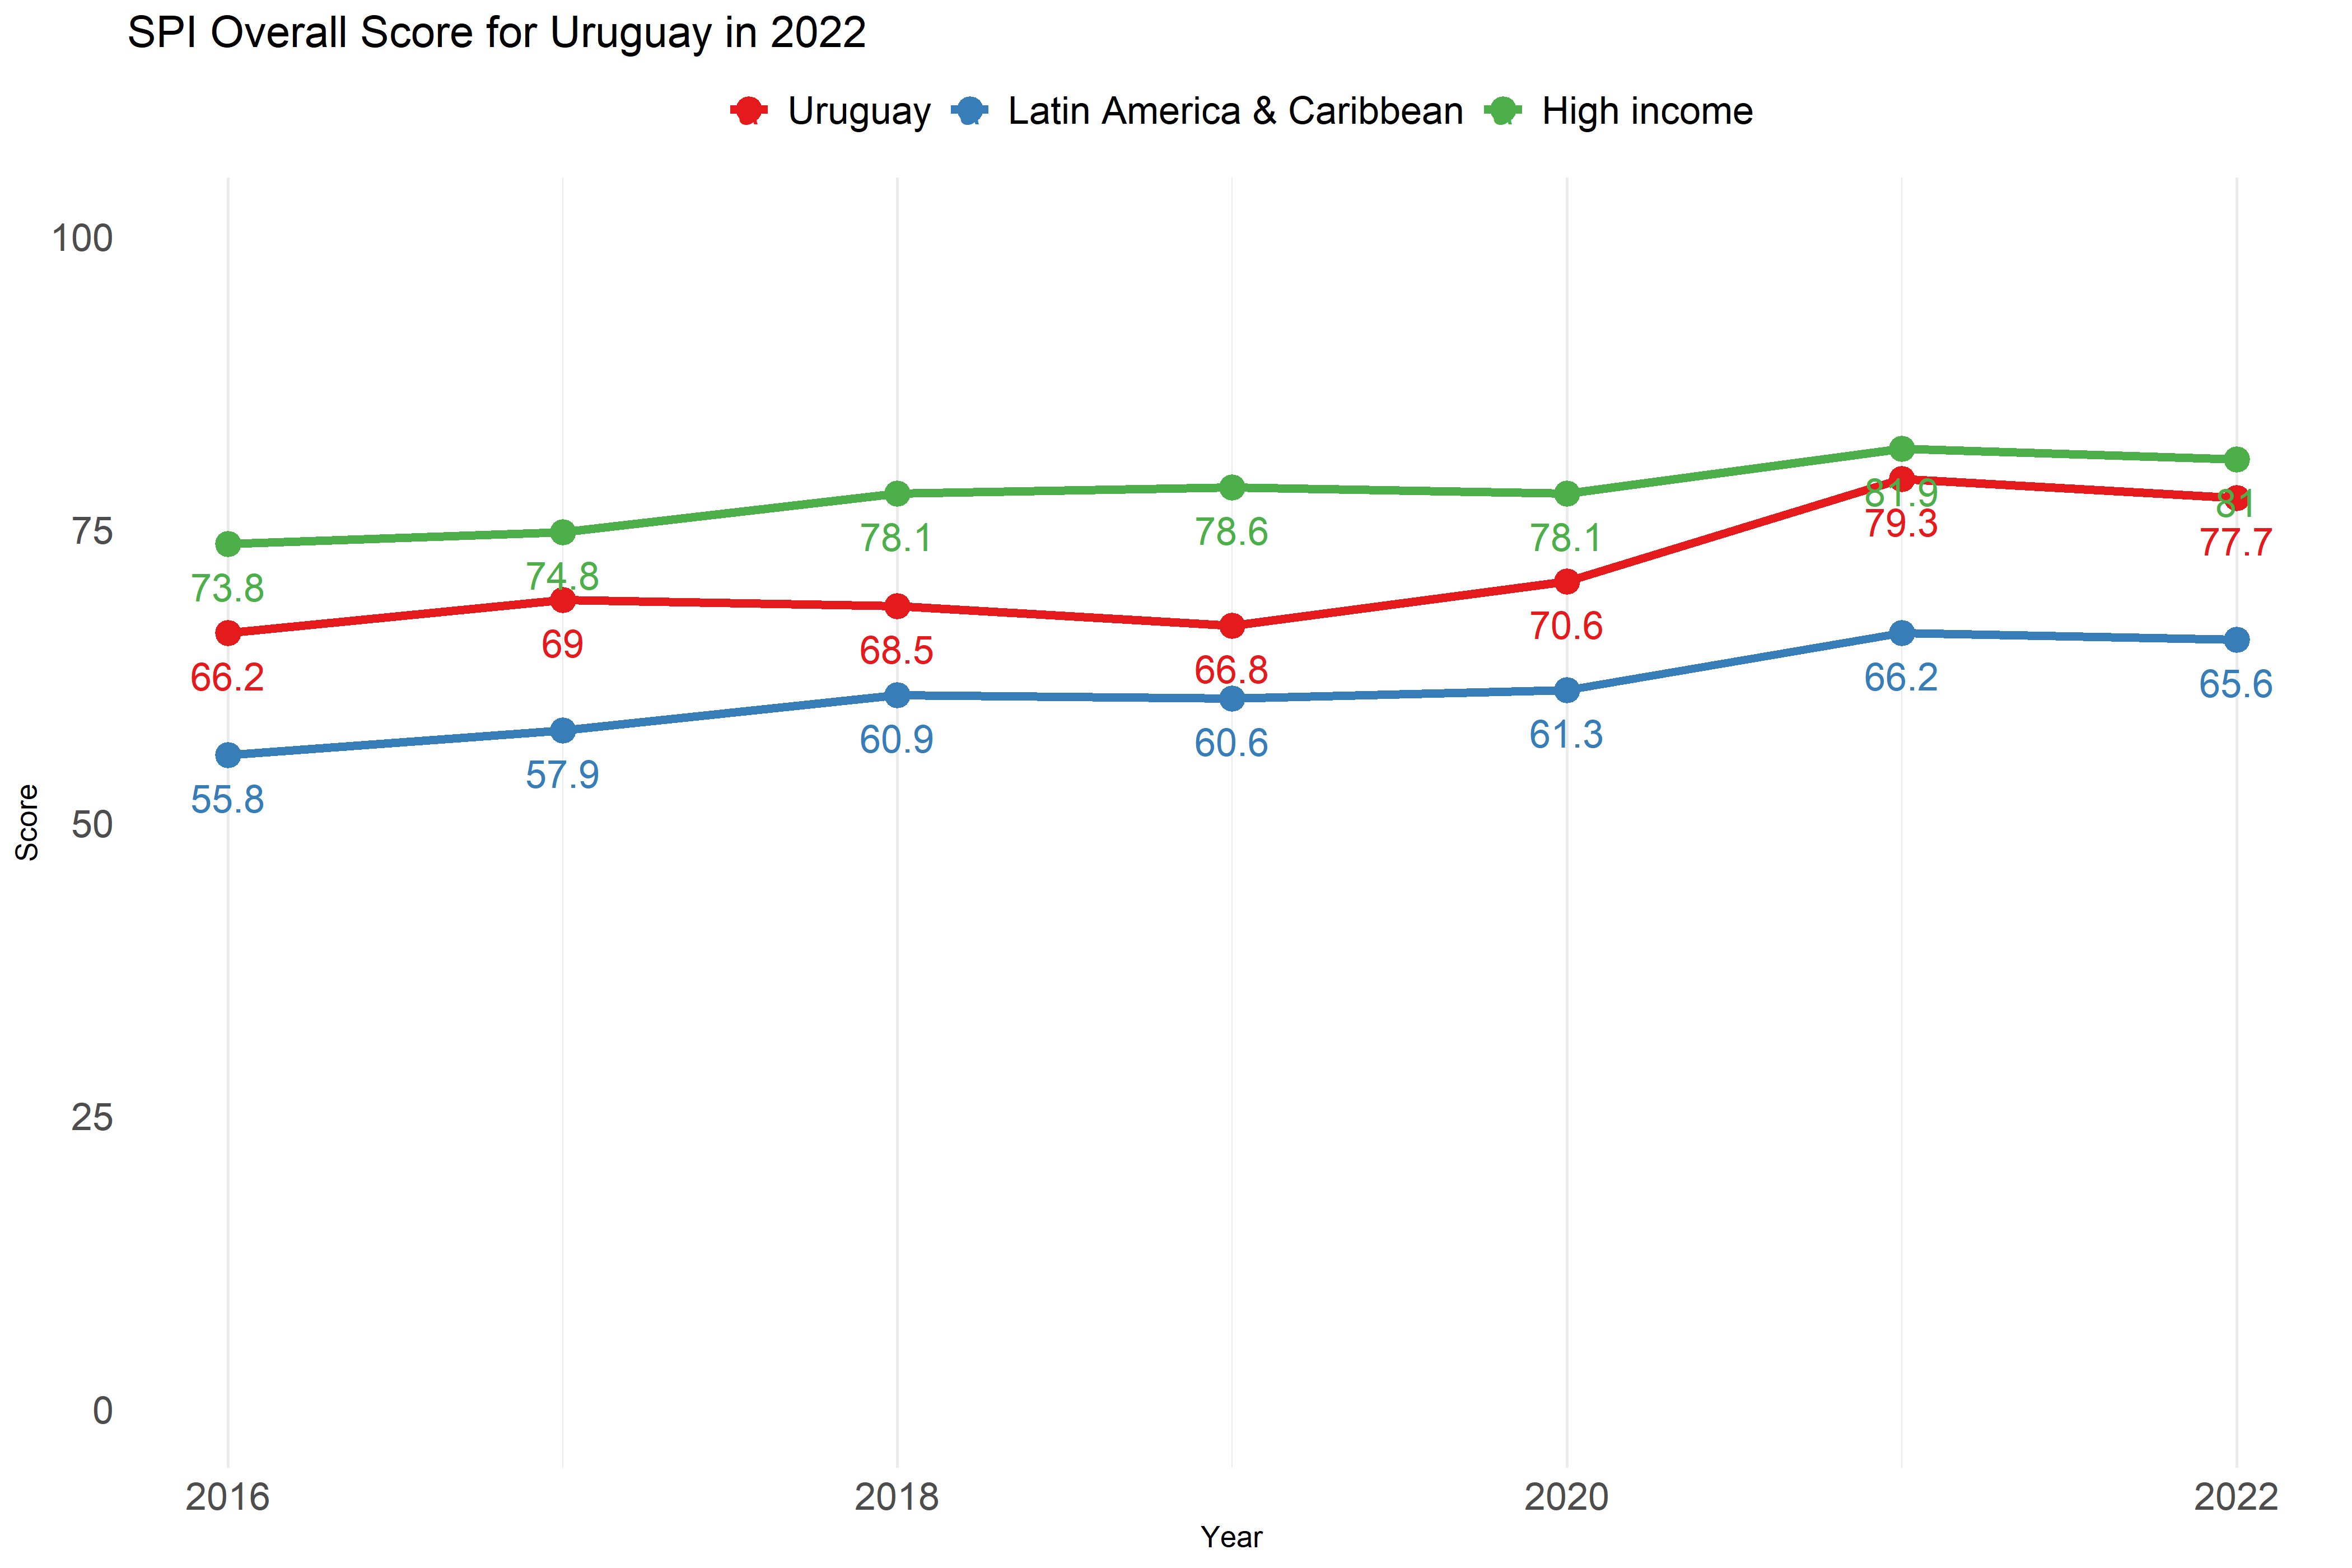 SPI Overall Score for Uruguay in 2022
Uruguay Latin America & Caribbean High income
100
75
50
25
0
Score
73.8 74.8 78.1 78.6 78.1 81.9 81
66.2 69 68.5 66.8 70.6 79.3 77.7
55.8 57.9 60.9 60.6 61.3 66.2 65.6
2016 2018 2020 2022
Year